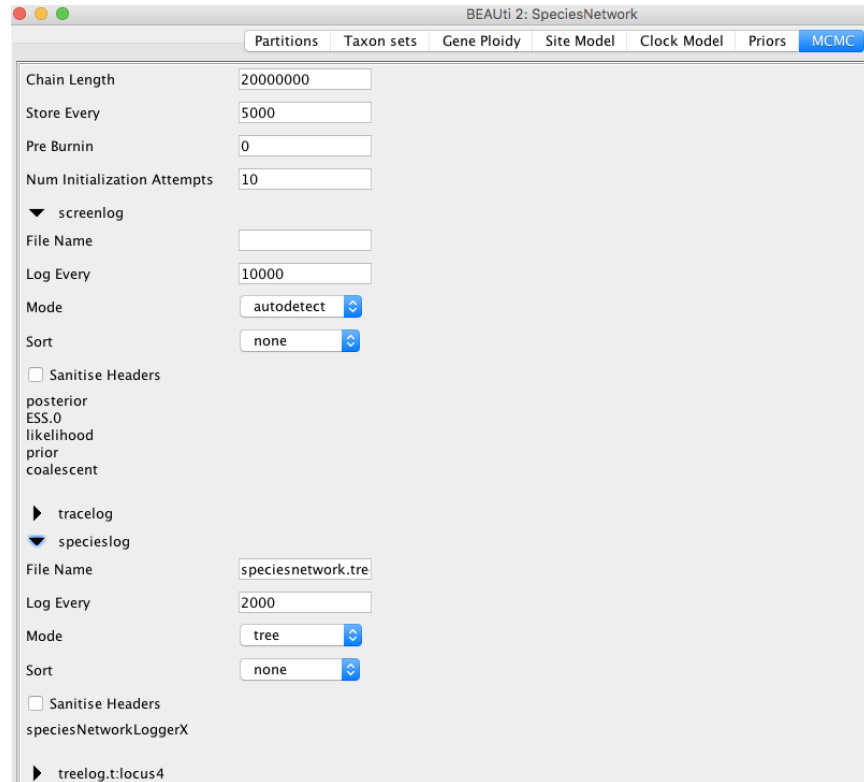 BEAUti 2: SpeciesNetwork
Partitions Taxon sets Gene Ploidy Site Model Clock Model Priors MCMC
Chain Length 20000000
Store Every 5000
Pre Burnin 0
Num Initialization Attempts 10
screenlog
File Name
Log Every 10000
Mode autodetect
Sort none
Sanitise Headers
posterior
ESS.0
likelihood
prior
coalescent
tracelog
specieslog
File Name speciesnetwork.tre
Log Every 2000
Mode tree
Sort none
Sanitise Headers
speciesNetworkLoggerX
treelog.t:locus4